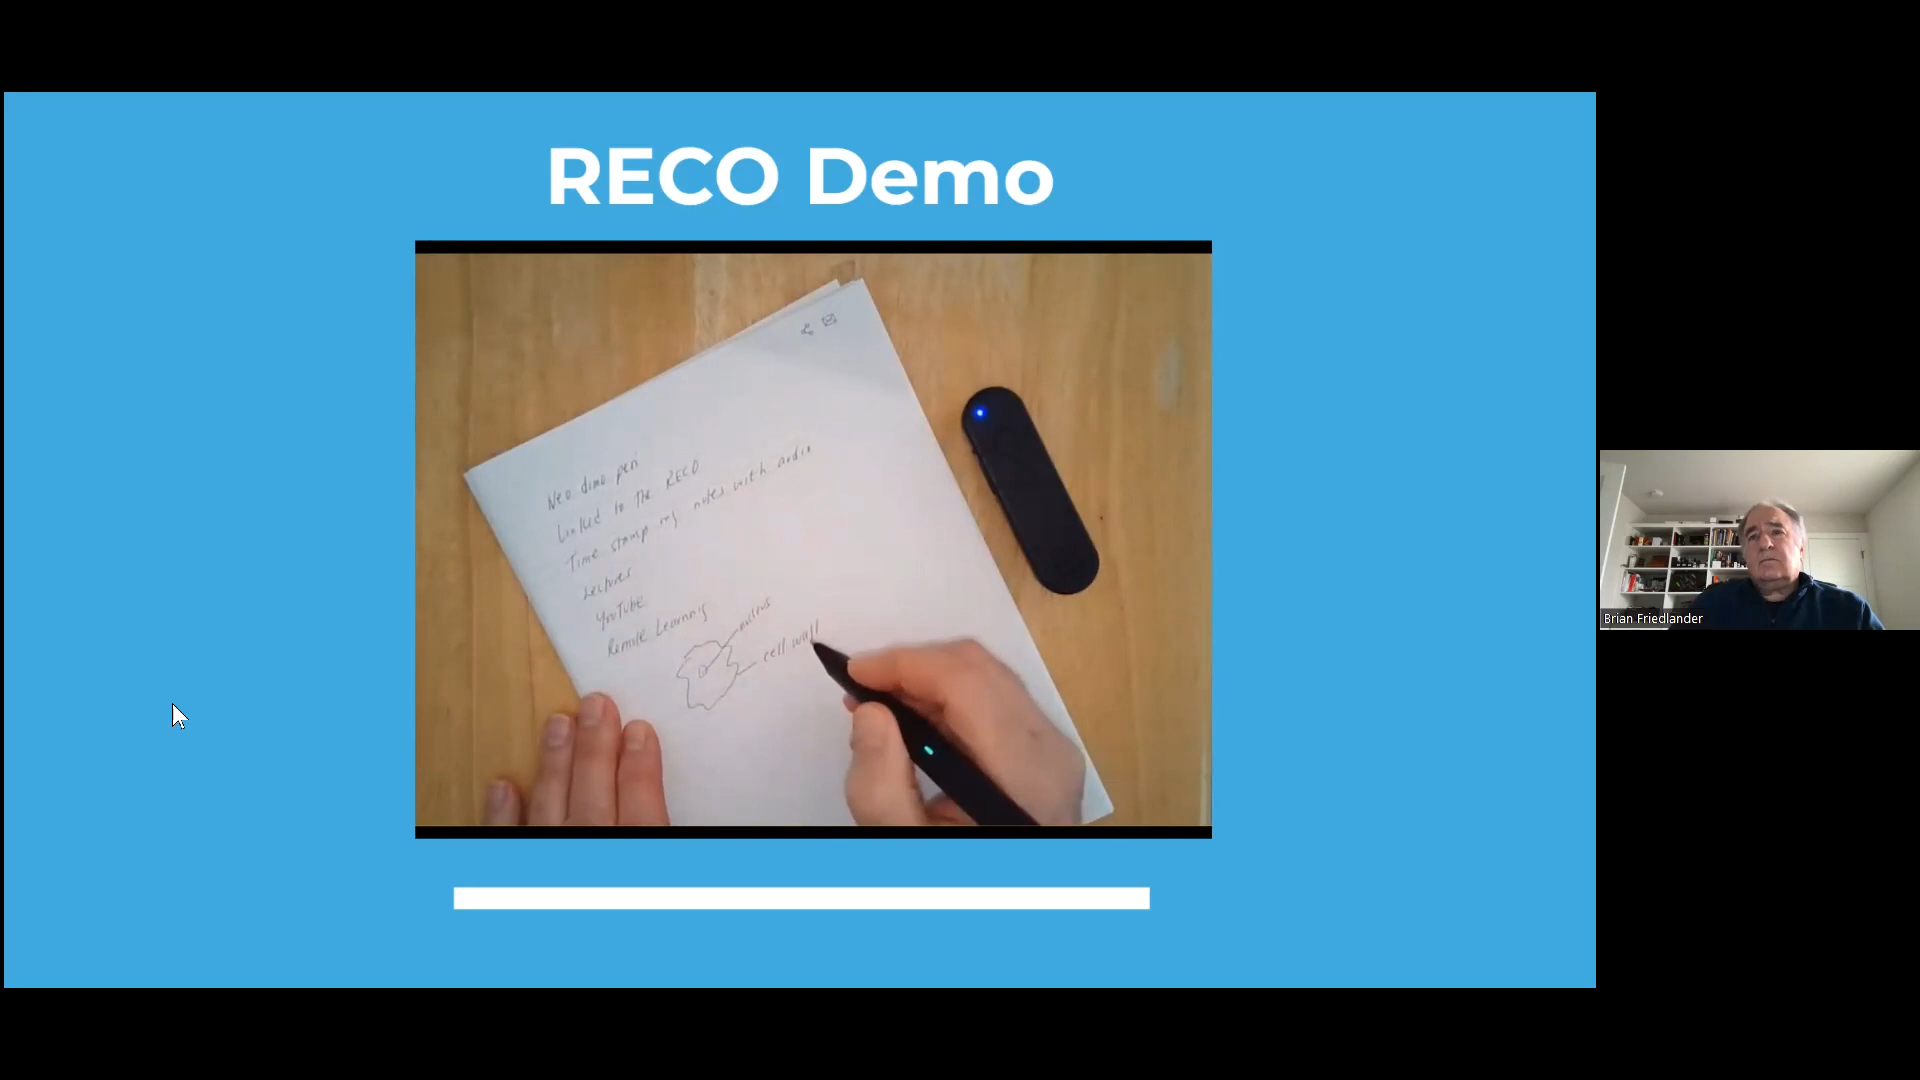 RECO Demo
Neo dimo pen
Linked to the RECO
Time stamp my notes with audio
Lectures
YouTube
Remote Learning
nucleus
cell wall
Brian Friedlander